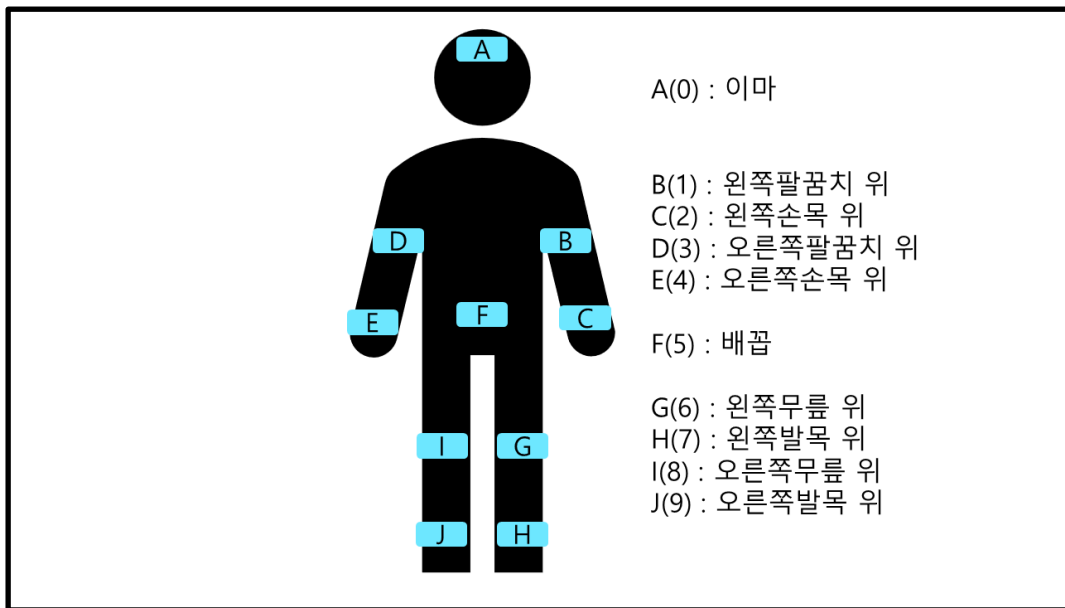 A
D
B
E
F
C
I
G
J
H
A(0) : 이마
B(1) : 왼쪽팔꿈치 위
C(2) : 왼쪽손목 위
D(3) : 오른쪽팔꿈치 위
E(4) : 오른쪽손목 위
F(5) : 배꼽
G(6) : 왼쪽무릎 위
H(7) : 왼쪽발목 위
I(8) : 오른쪽무릎 위
J(9) : 오른쪽발목 위